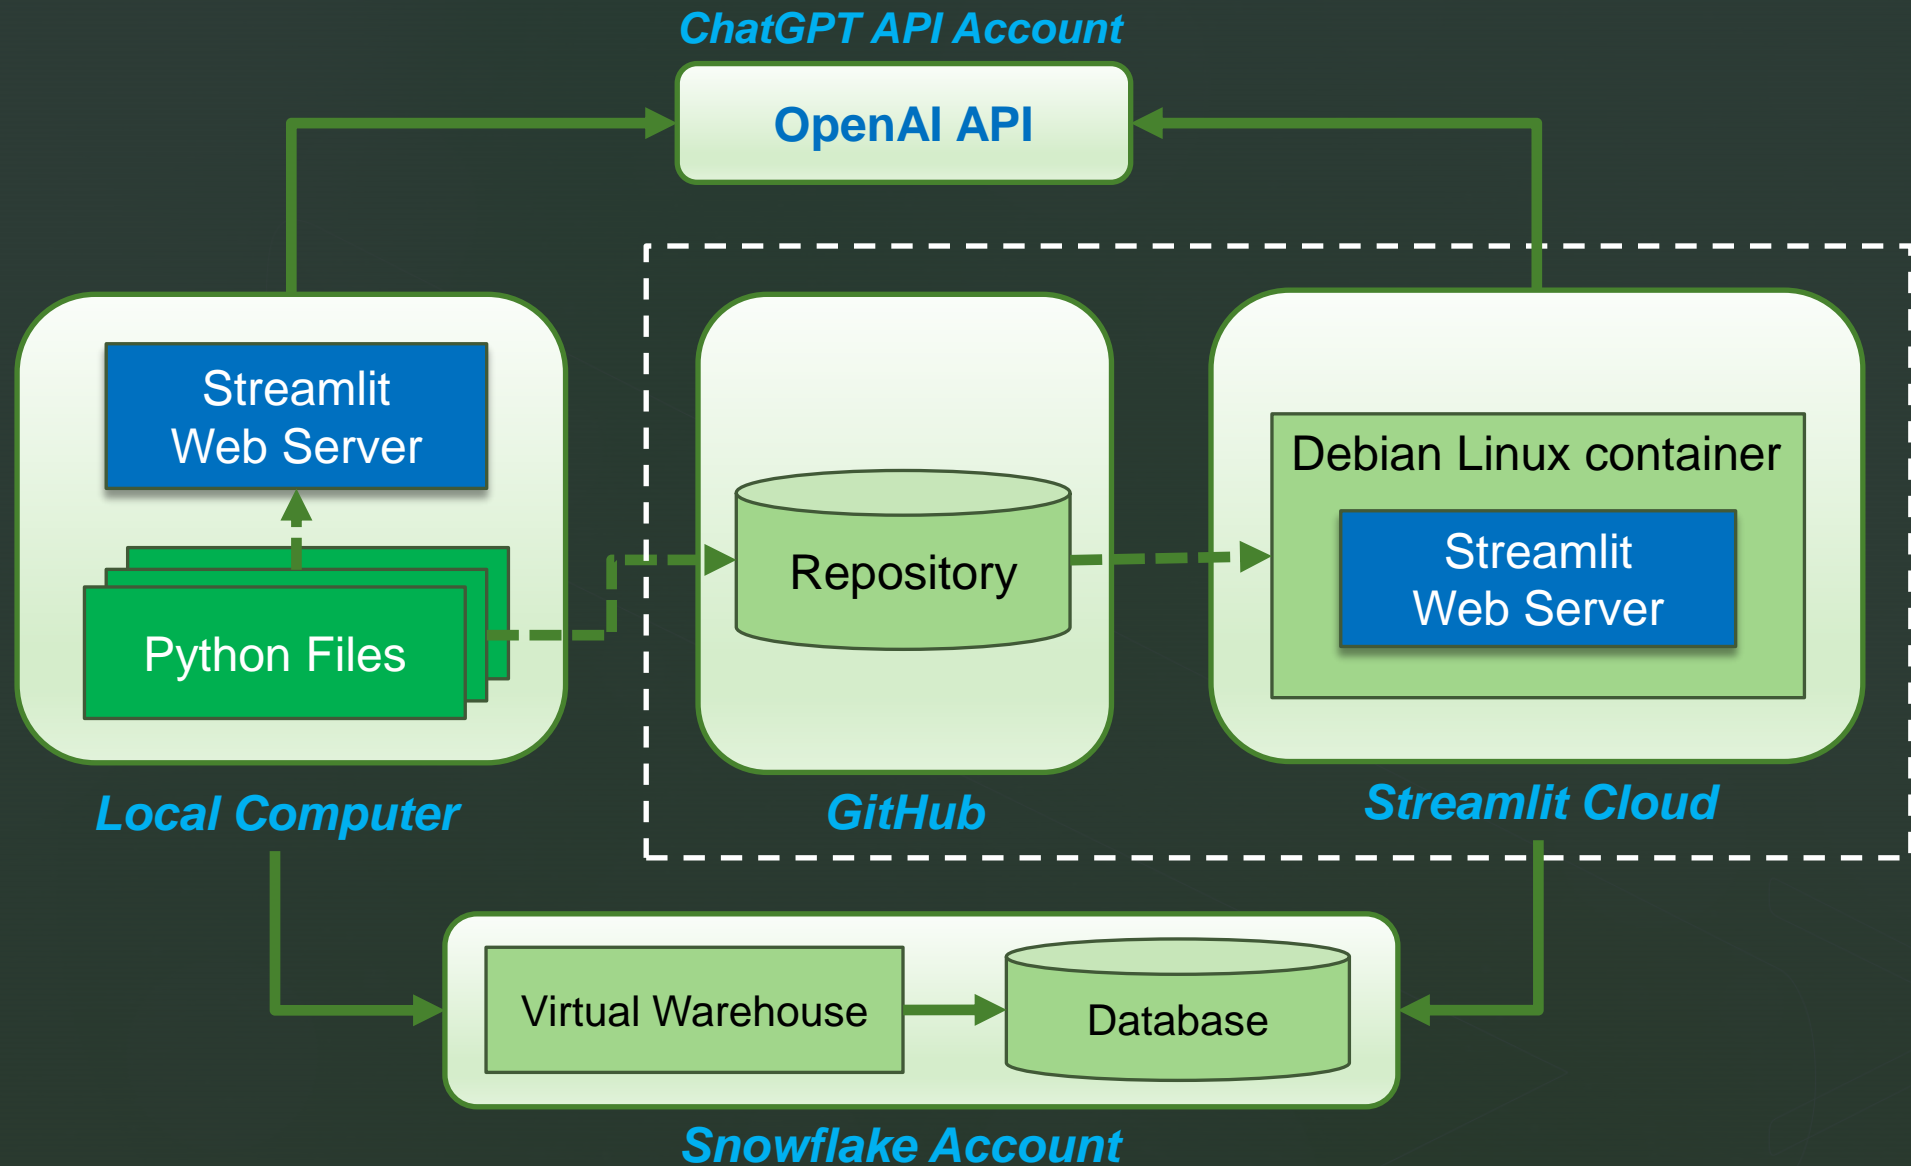 ChatGPT API Account
OpenAI API
Streamlit
Web Server
Python Files
Local Computer
Repository
GitHub
Debian Linux container
Streamlit
Web Server
Streamlit Cloud
Virtual Warehouse
Database
Snowflake Account